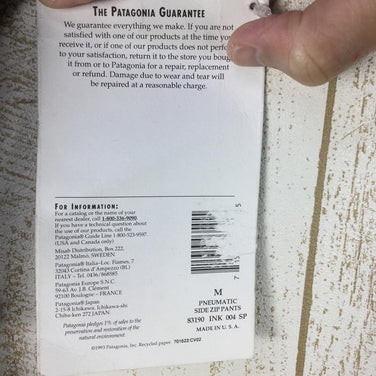 THE PATAGONIA GUARANTEE
We guarantee everything we make. If you are not
satisfied with one of our products at the time you
receive it, or if one of our products does not perfo
to your satisfaction, return it to the store you boug
it from or to Patagonia for a repair, replacement
or refund. Damage due to wear and tear will
be repaired at a reasonable charge.
FOR INFORMATION:
For a catalog or the name of your
nearest dealer, call 1-800-336-9090.
If you have a technical question about
the use of our products, call the
Patagonia® Guide Line 1-800-523-9597.
(USA and Canada only)
Muab Distribution, Box 222,
20122 Malmö, SWEDEN
Patagonia® Italia–Loc. Fiames, 7
32043 Cortina d'Ampezzo (BL)
ITALY – Tel. 0436/868585
Patagonia Europe S.N.C.
59-63 Av. J.B. Clément
92100 Boulogne – FRANCE
Patagonia® Japan
2-15-8 Ichikawa, Ichikawa-shi
Chiba-ken 272 JAPAN
Patagonia pledges 1% of sales to the
preservation and restoration of the
natural environment.
5
7
M
PNEUMATIC
SIDE ZIP PANTS
83190 INK 004 SP
MADE IN U. S. A.
©1993 Patagonia, Inc. Recycled paper. 701622/CV02